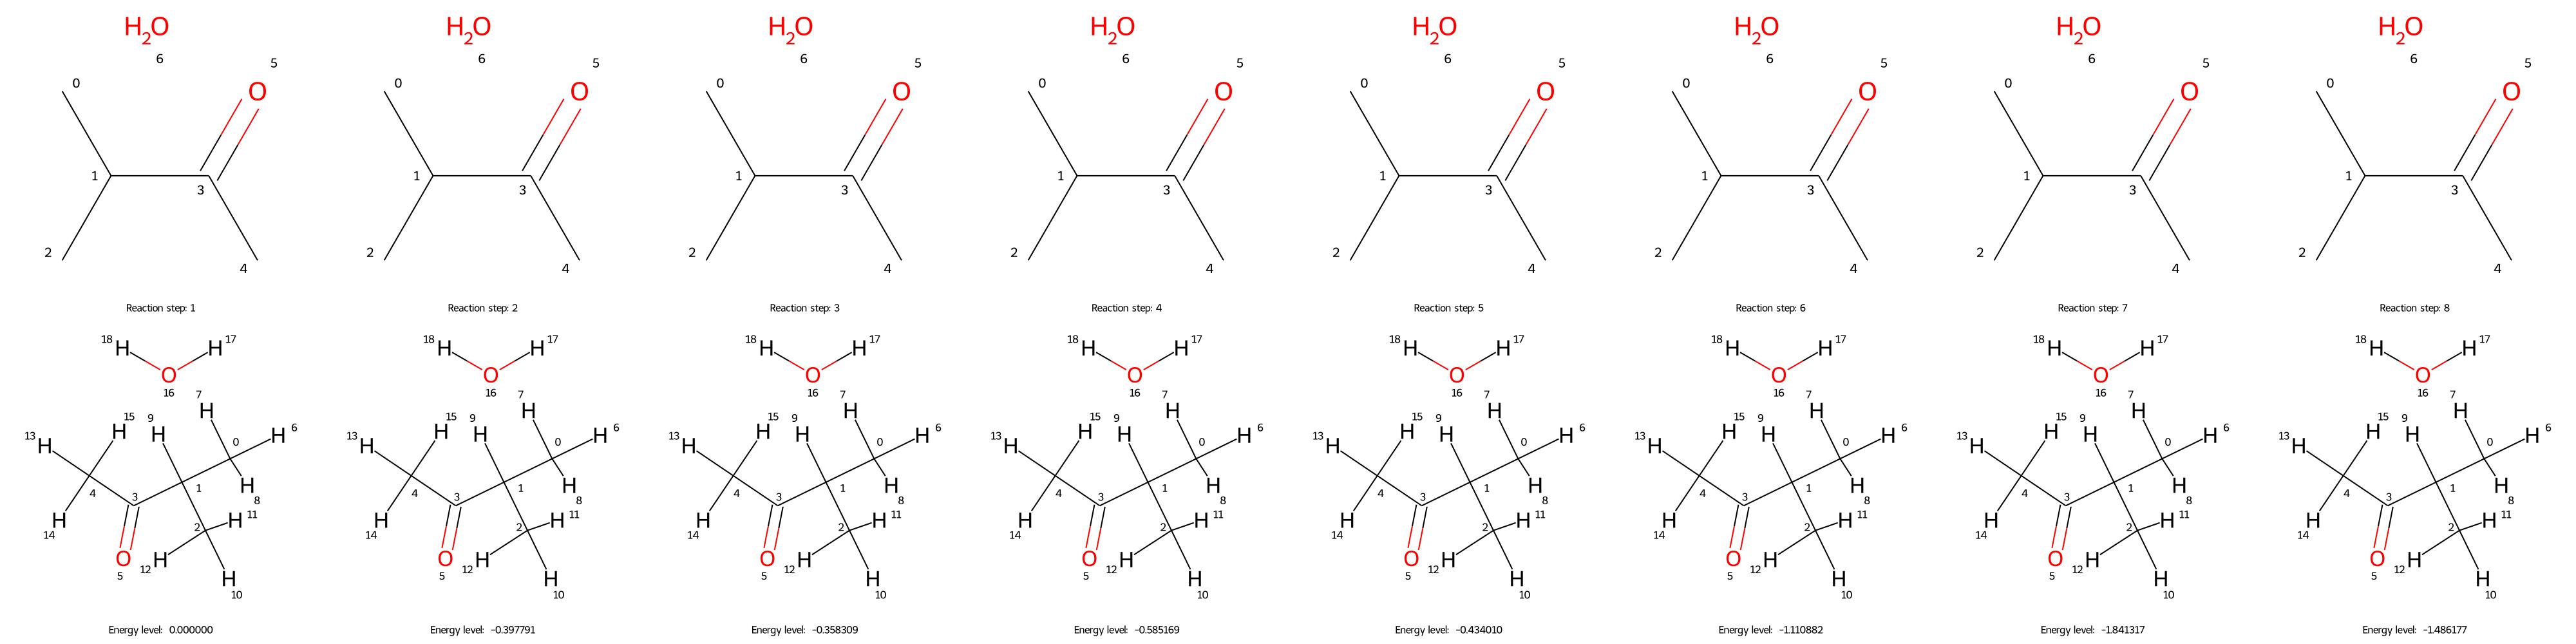 H2O H2O H2O H2O H2O H2O H2O H2O
6 5 6 5 6 5 6 5 6 5 6 5 6 5 6 5
0 O 0 O 0 O 0 O 0 O 0 O 0 O 0 O
1 3 1 3 1 3 1 3 1 3 1 3 1 3 1 3
2 4 2 4 2 4 2 4 2 4 2 4 2 4 2 4
Reaction step: 1 Reaction step: 2 Reaction step: 3 Reaction step: 4 Reaction step: 5 Reaction step: 6 Reaction step: 7 Reaction step: 8
18 H H 17 18 H H 17 18 H H 17 18 H H 17 18 H H 17 18 H H 17 18 H H 17 18 H H 17
O O O O O O O O
16 7 16 7 16 7 16 7 16 7 16 7 16 7 16 7
15 9 H 15 9 H 15 9 H 15 9 H 15 9 H 15 9 H 15 9 H 15 9 H
13 H H H 0 H 6 13 H H H 0 H 6 13 H H H 0 H 6 13 H H H 0 H 6 13 H H H 0 H 6 13 H H H 0 H 6 13 H H H 0 H 6 13 H H H 0 H 6
4 3 1 H 8 4 3 1 H 8 4 3 1 H 8 4 3 1 H 8 4 3 1 H 8 4 3 1 H 8 4 3 1 H 8 4 3 1 H 8
14 H 2 H 11 14 H 2 H 11 14 H 2 H 11 14 H 2 H 11 14 H 2 H 11 14 H 2 H 11 14 H 2 H 11 14 H 2 H 11
O 12 H O 12 H O 12 H O 12 H O 12 H O 12 H O 12 H O 12 H
5 H 5 H 5 H 5 H 5 H 5 H 5 H 5 H
10 10 10 10 10 10 10 10
Energy level: 0.000000 Energy level: -0.397791 Energy level: -0.358309 Energy level: -0.585169 Energy level: -0.434010 Energy level: -1.110882 Energy level: -1.841317 Energy level: -1.486177